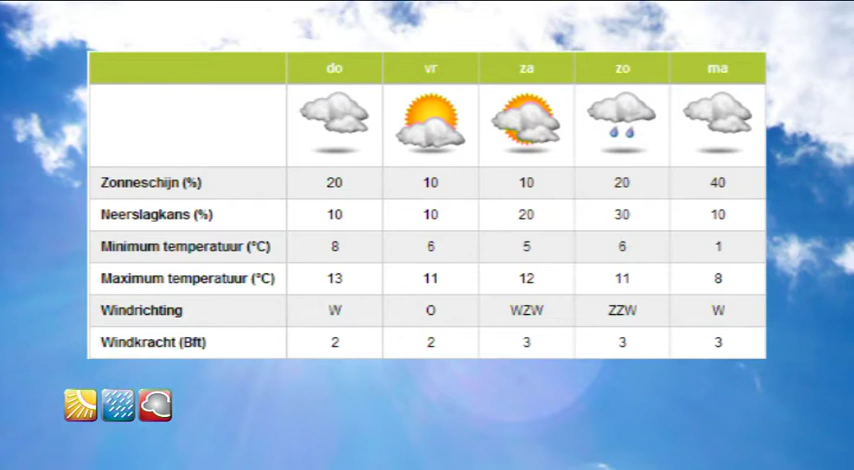 do vr za zo ma
Zonneschijn (%) 20 10 10 20 40
Neerslagkans (%) 10 10 20 30 10
Minimum temperatuur (°C) 8 6 5 6 1
Maximum temperatuur (°C) 13 11 12 11 8
Windrichting W O WZW ZZW W
Windkracht (Bft) 2 2 3 3 3